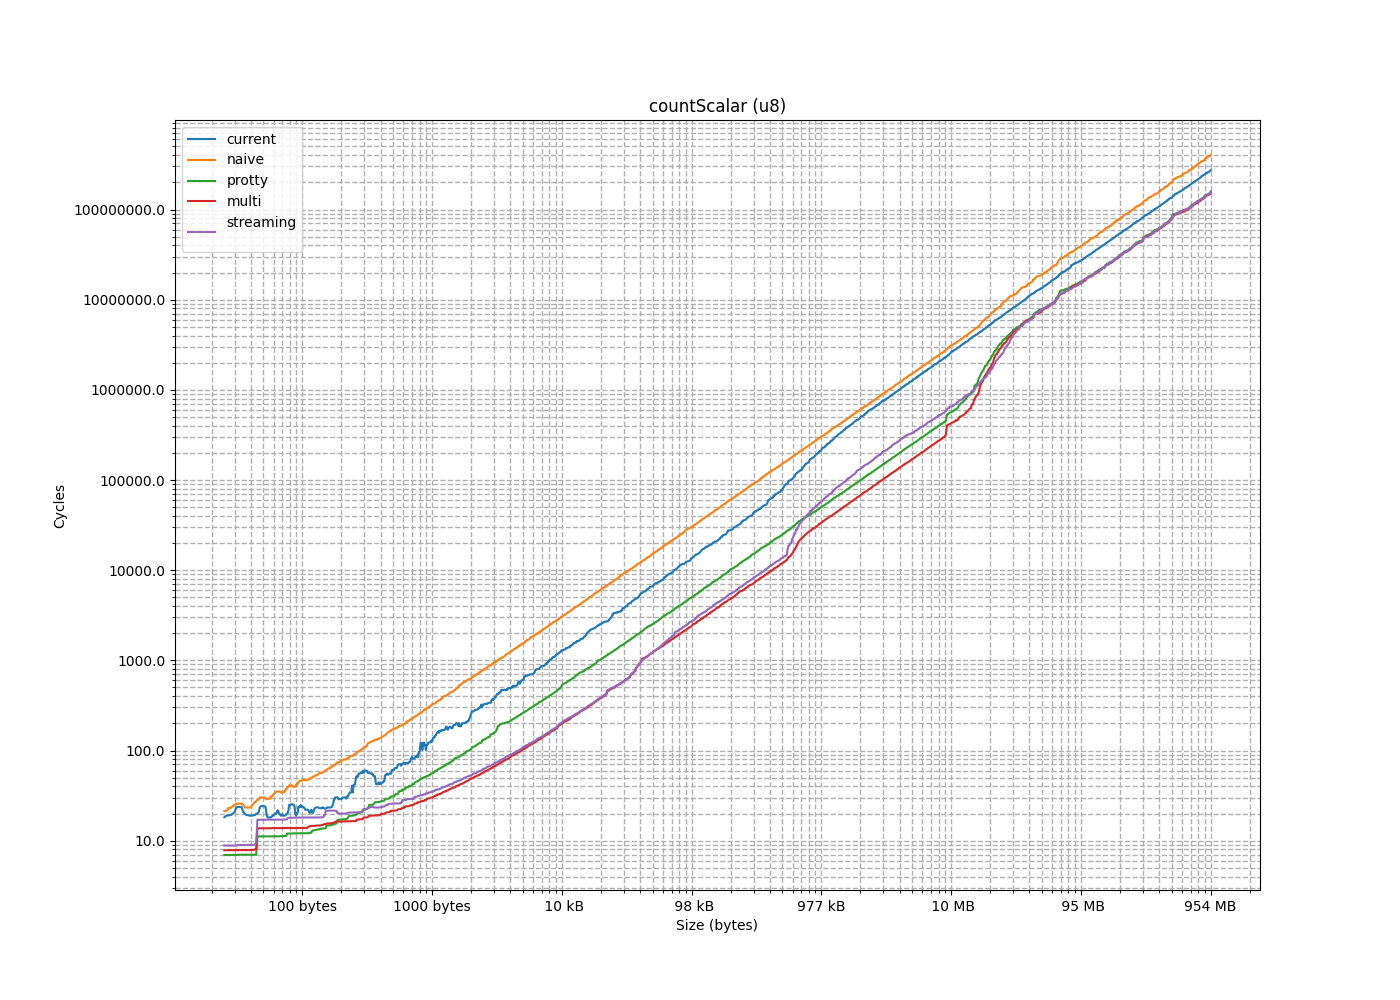 countScalar (u8)
current
naive
protty
multi
streaming
100000000.0
10000000.0
1000000.0
100000.0
10000.0
1000.0
100.0
10.0
Cycles
100 bytes 1000 bytes 10 kB 98 kB 977 kB 10 MB 95 MB 954 MB
Size (bytes)